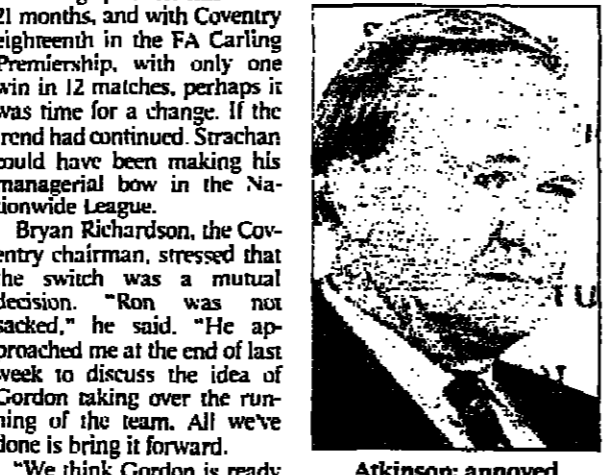 21 months, and with Coventry
eighteenth in the FA Carling
Premiership, with only one
win in 12 matches, perhaps it
was time for a change. If the
trend had continued. Strachan
could have been making his
managerial bow in the Na-
tionwide League.
Bryan Richardson, the Cov-
entry chairman, stressed that
the switch was a mutual
decision. "Ron was not
sacked," he said. "He ap-
proached me at the end of last
week to discuss the idea of
Gordon taking over the run-
ning of the team. All we've
done is bring it forward.
"We think Gordon is ready
Atkinson: annoyed